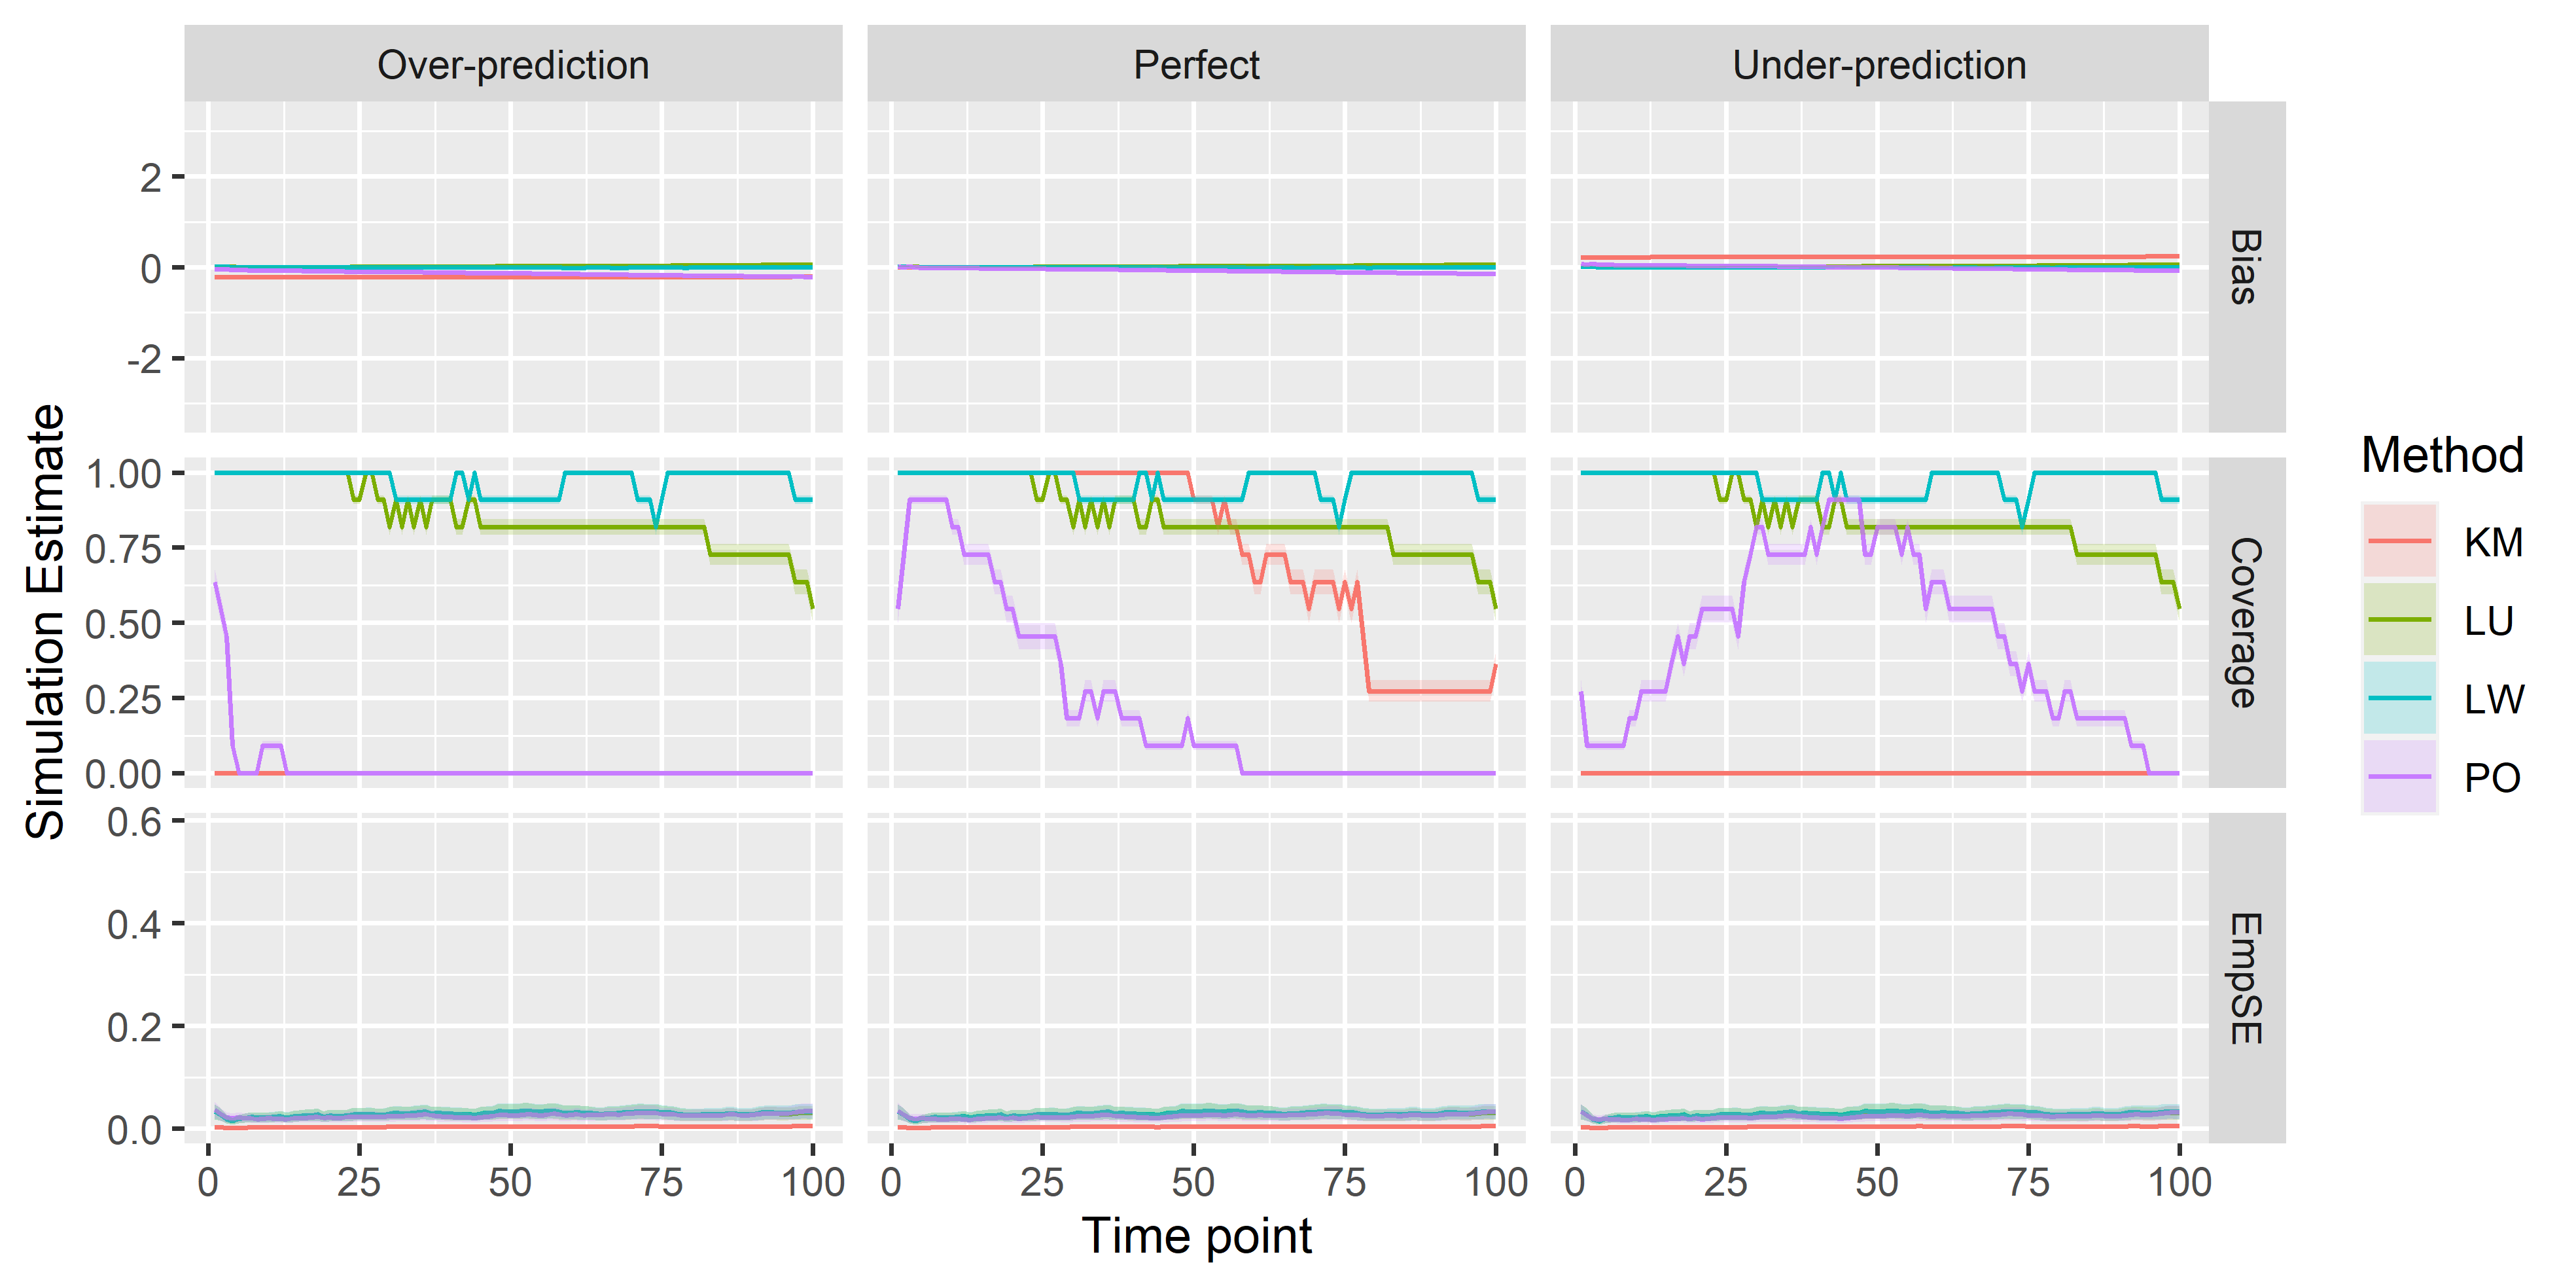 Over-prediction
Perfect
Under-prediction
2
0
-2
Bias
1.00
0.75
0.50
0.25
0.00
Coverage
0.6
0.4
0.2
0.0
EmpSE
0 25 50 75 100
0 25 50 75 100
0 25 50 75 100
Time point
Simulation Estimate
Method
KM
LU
LW
PO